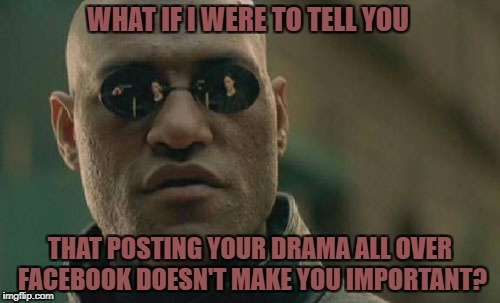 WHAT IF I WERE TO TELL YOU
THAT POSTING YOUR DRAMA ALL OVER
FACEBOOK DOESN'T MAKE YOU IMPORTANT?
imgflip.com